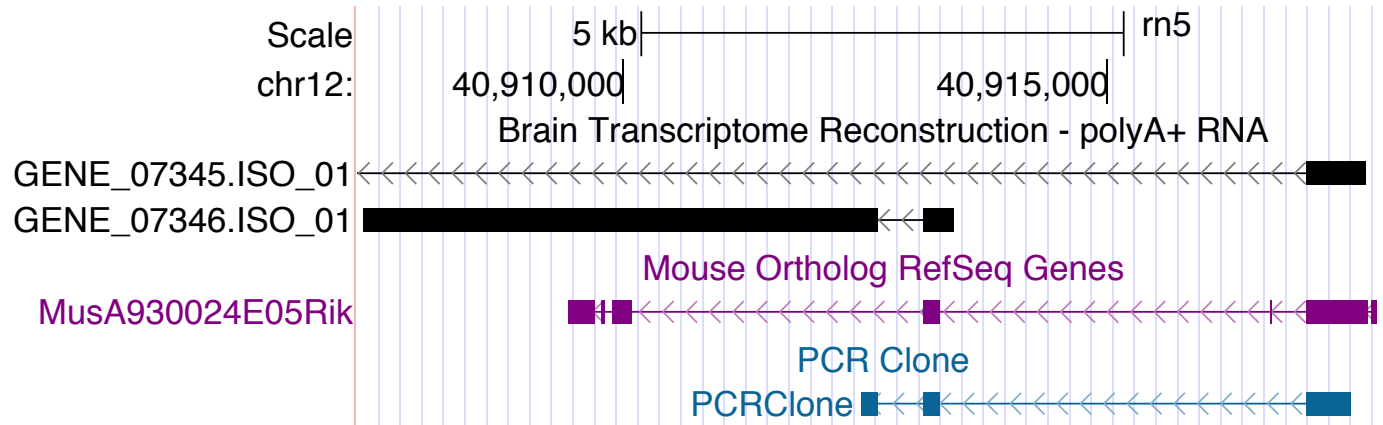 Scale 5 kb rn5
chr12: 40,910,000 40,915,000
Brain Transcriptome Reconstruction - polyA+ RNA
GENE_07345.ISO_01
GENE_07346.ISO_01
Mouse Ortholog RefSeq Genes
MusA930024E05Rik
PCR Clone
PCRClone